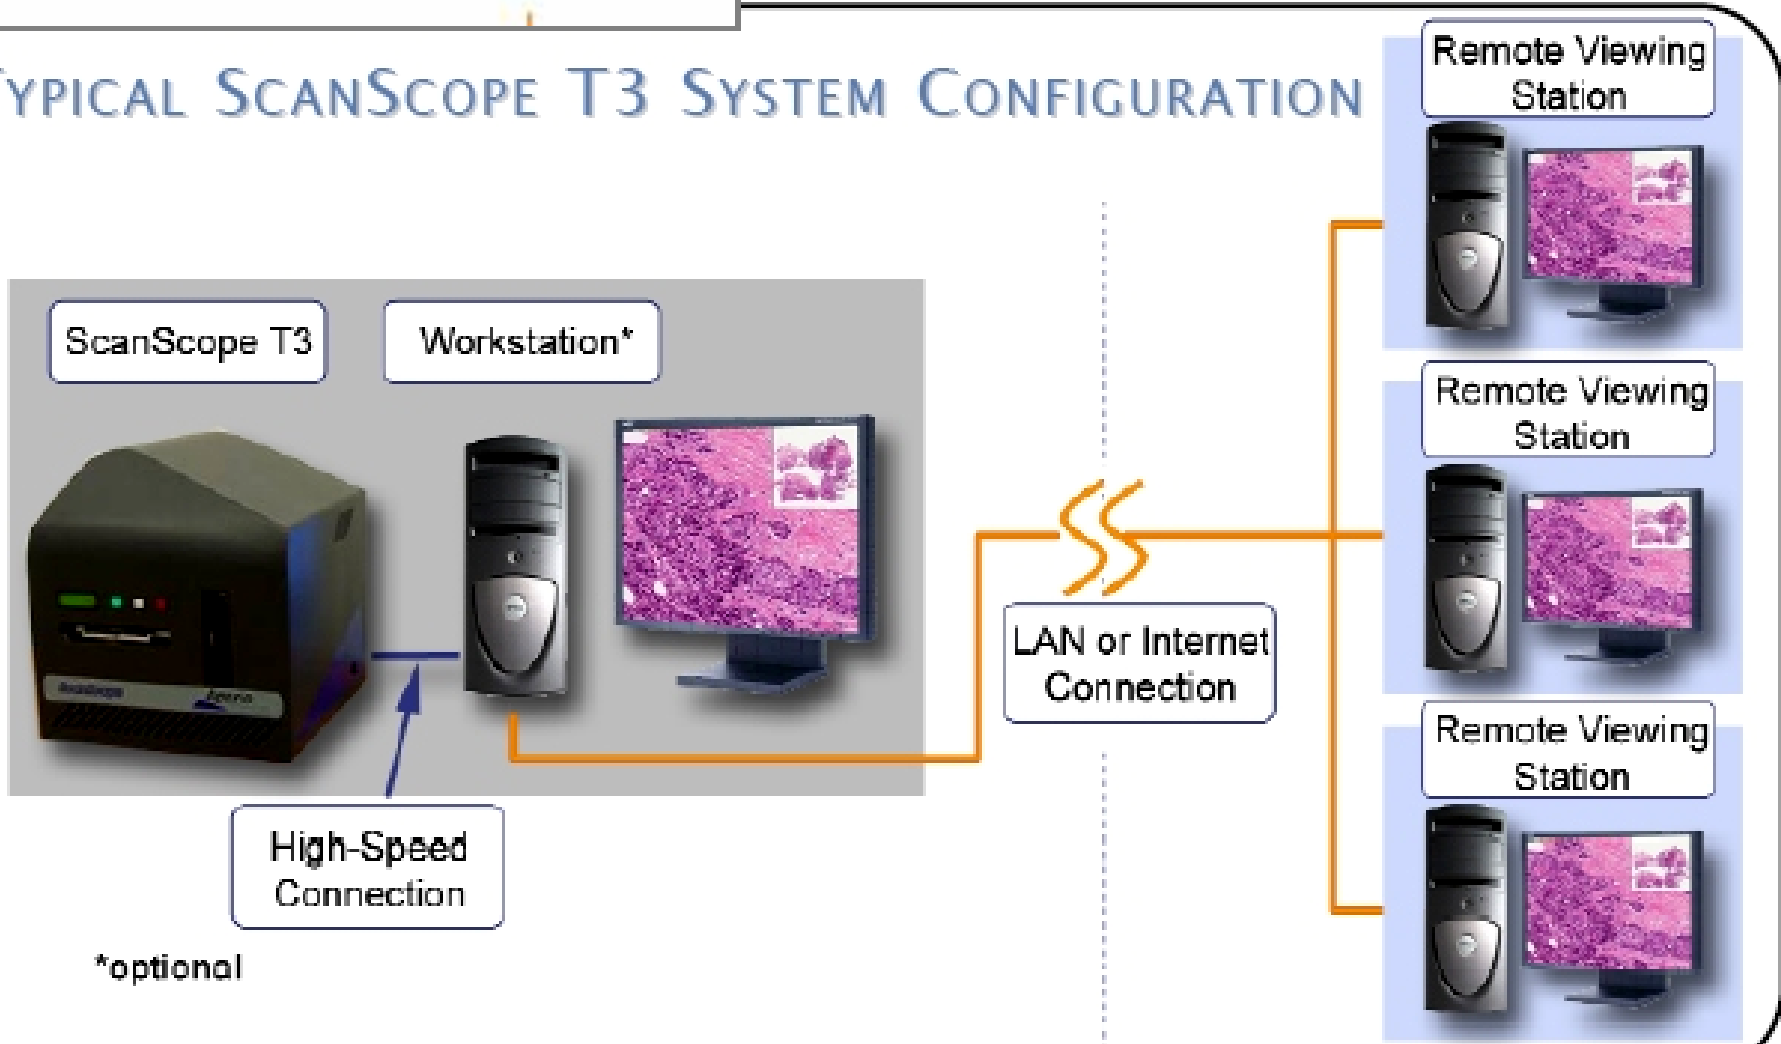 TYPICAL SCANSCOPE T3 SYSTEM CONFIGURATION
Remote Viewing
Station
ScanScope T3
Workstation*
Remote Viewing
Station
LAN or Internet
Connection
Remote Viewing
Station
High-Speed
Connection
*optional